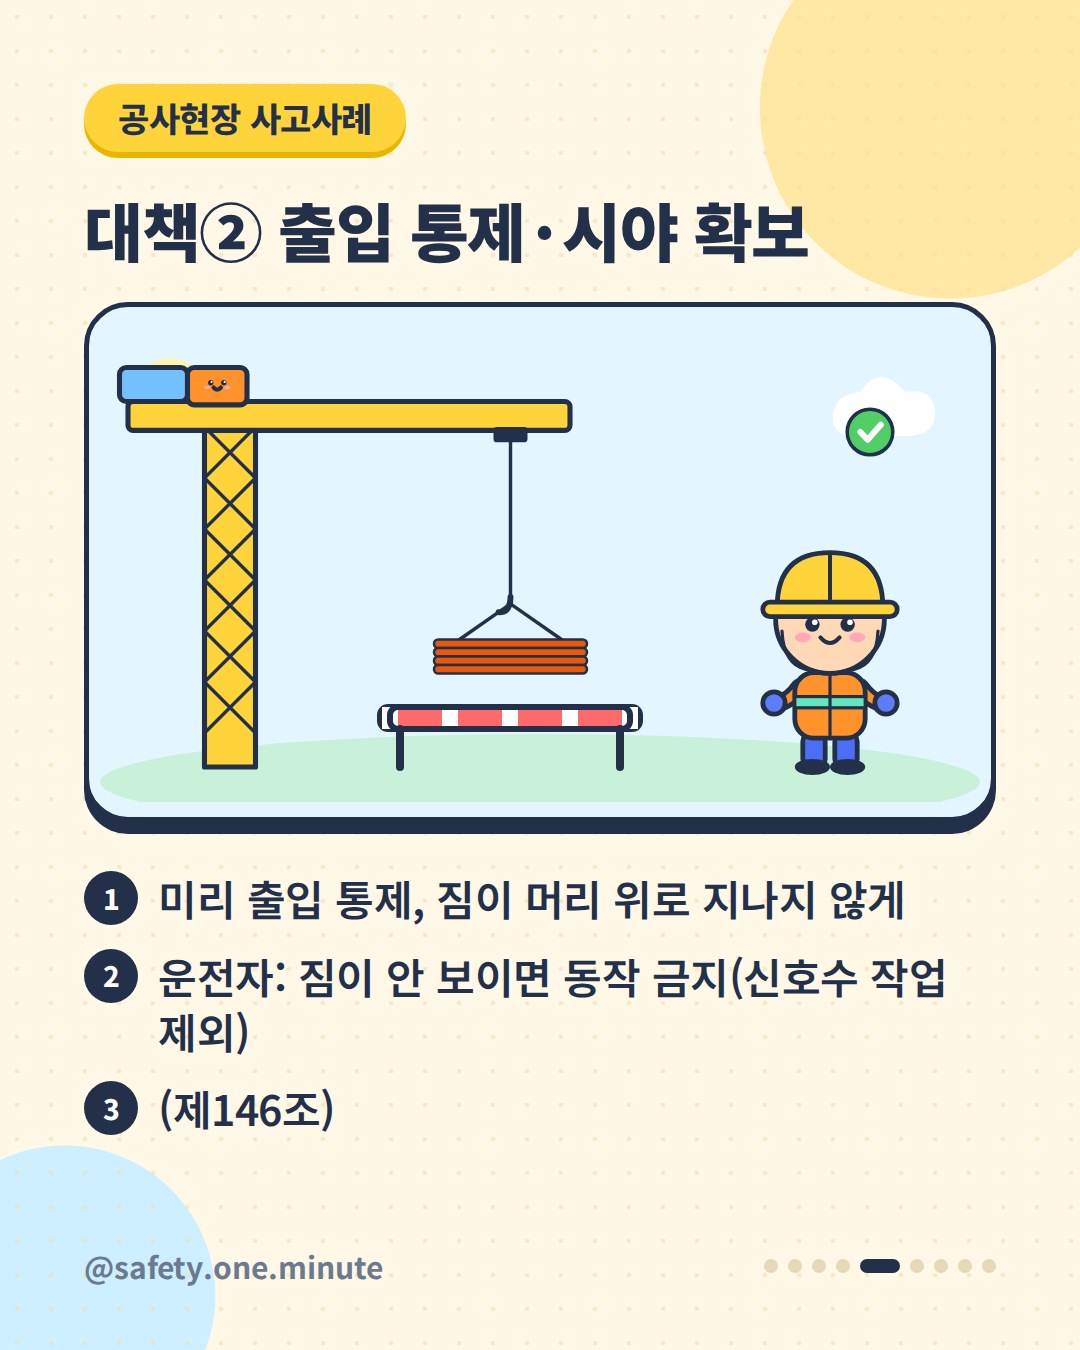 공사현장 사고사례
대책② 출입 통제·시야 확보
1 미리 출입 통제, 짐이 머리 위로 지나지 않게
2 운전자: 짐이 안 보이면 동작 금지(신호수 작업
제외)
3 (제146조)
@safety.one.minute